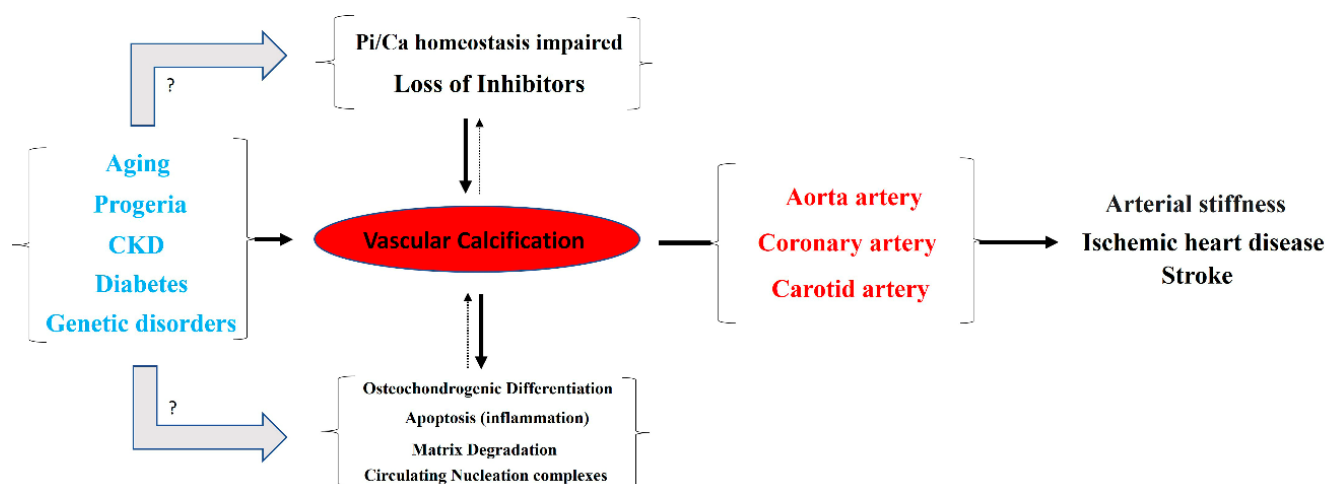 Pi/Ca homeostasis impaired
Loss of Inhibitors
?
Aging
Progeria
CKD
Diabetes
Genetic disorders
Vascular Calcification
Aorta artery
Coronary artery
Carotid artery
Arterial stiffness
Ischemic heart disease
Stroke
?
Osteochondrogenic Differentiation
Apoptosis (inflammation)
Matrix Degradation
Circulating Nucleation complexes